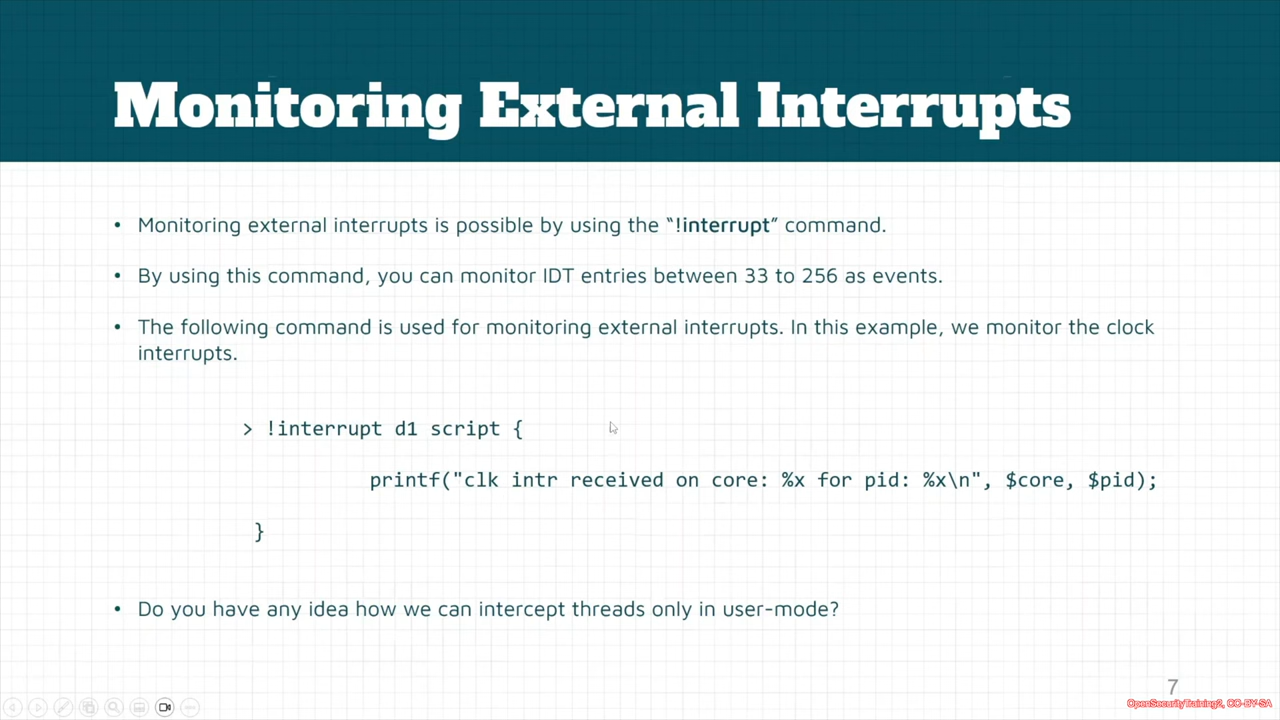 Monitoring External Interrupts
• Monitoring external interrupts is possible by using the “!interrupt” command.
• By using this command, you can monitor IDT entries between 33 to 256 as events.
• The following command is used for monitoring external interrupts. In this example, we monitor the clock
interrupts.
> !interrupt d1 script {
printf("clk intr received on core: %x for pid: %x\n", $core, $pid);
}
• Do you have any idea how we can intercept threads only in user-mode?
7
OpenSecurityTraining2, CC-BY-SA